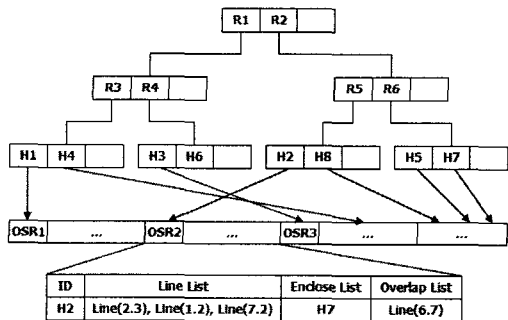 R1 R2
R3 R4 R5 R6
H1 H4 H3 H6 H2 H8 H5 H7
OSR1 ... OSR2 ... OSR3 ... ...
ID Line List Enclose List Overlap List
H2 Line(2.3), Line(1.2), Line(7.2) H7 Line(6.7)